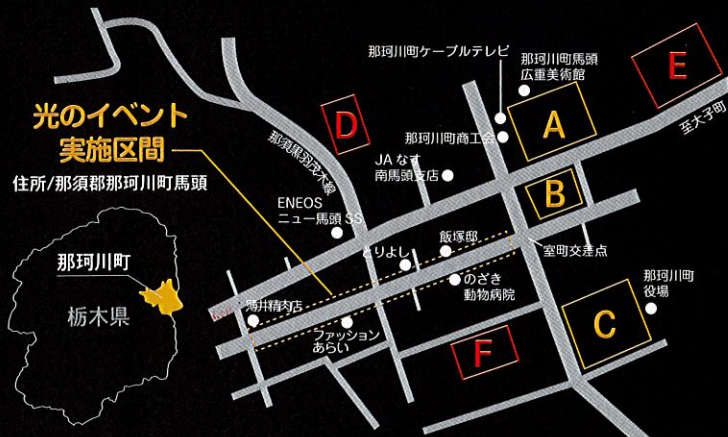 那珂川町ケーブルテレビ
那珂川町馬頭
広重美術館
E
光のイベント
実施区間
住所/那須郡那珂川町馬頭
D
A
那須黒羽茂木線
那珂川町商工会
至大子町
JAなす
南馬頭支店
B
ENEOS
ニュー馬頭SS
飯塚邸
とりよし
室町交差点
那珂川町
のざき
動物病院
那珂川町
役場
栃木県
薄井精肉店
ファッション
あらい
C
F